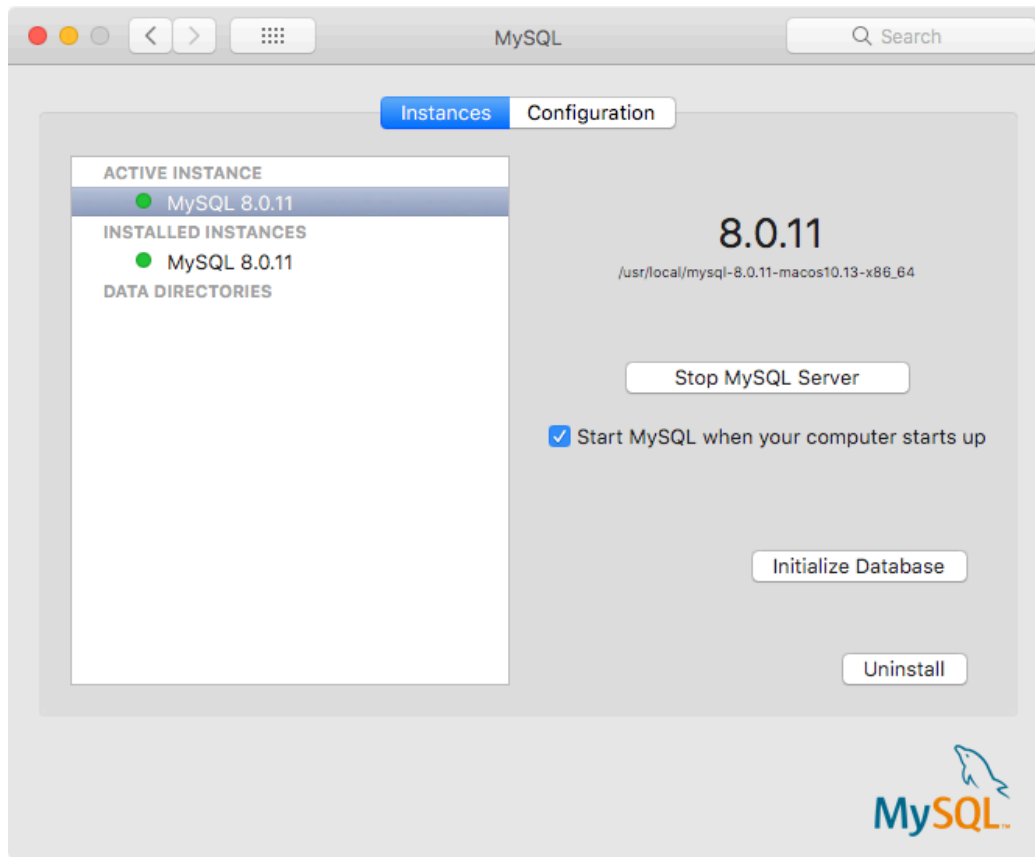 MySQL
Search
Instances
Configuration
ACTIVE INSTANCE
MySQL 8.0.11
INSTALLED INSTANCES
MySQL 8.0.11
DATA DIRECTORIES
8.0.11
/usr/local/mysql-8.0.11-macos10.13-x86_64
Stop MySQL Server
Start MySQL when your computer starts up
Initialize Database
Uninstall
MySQL™